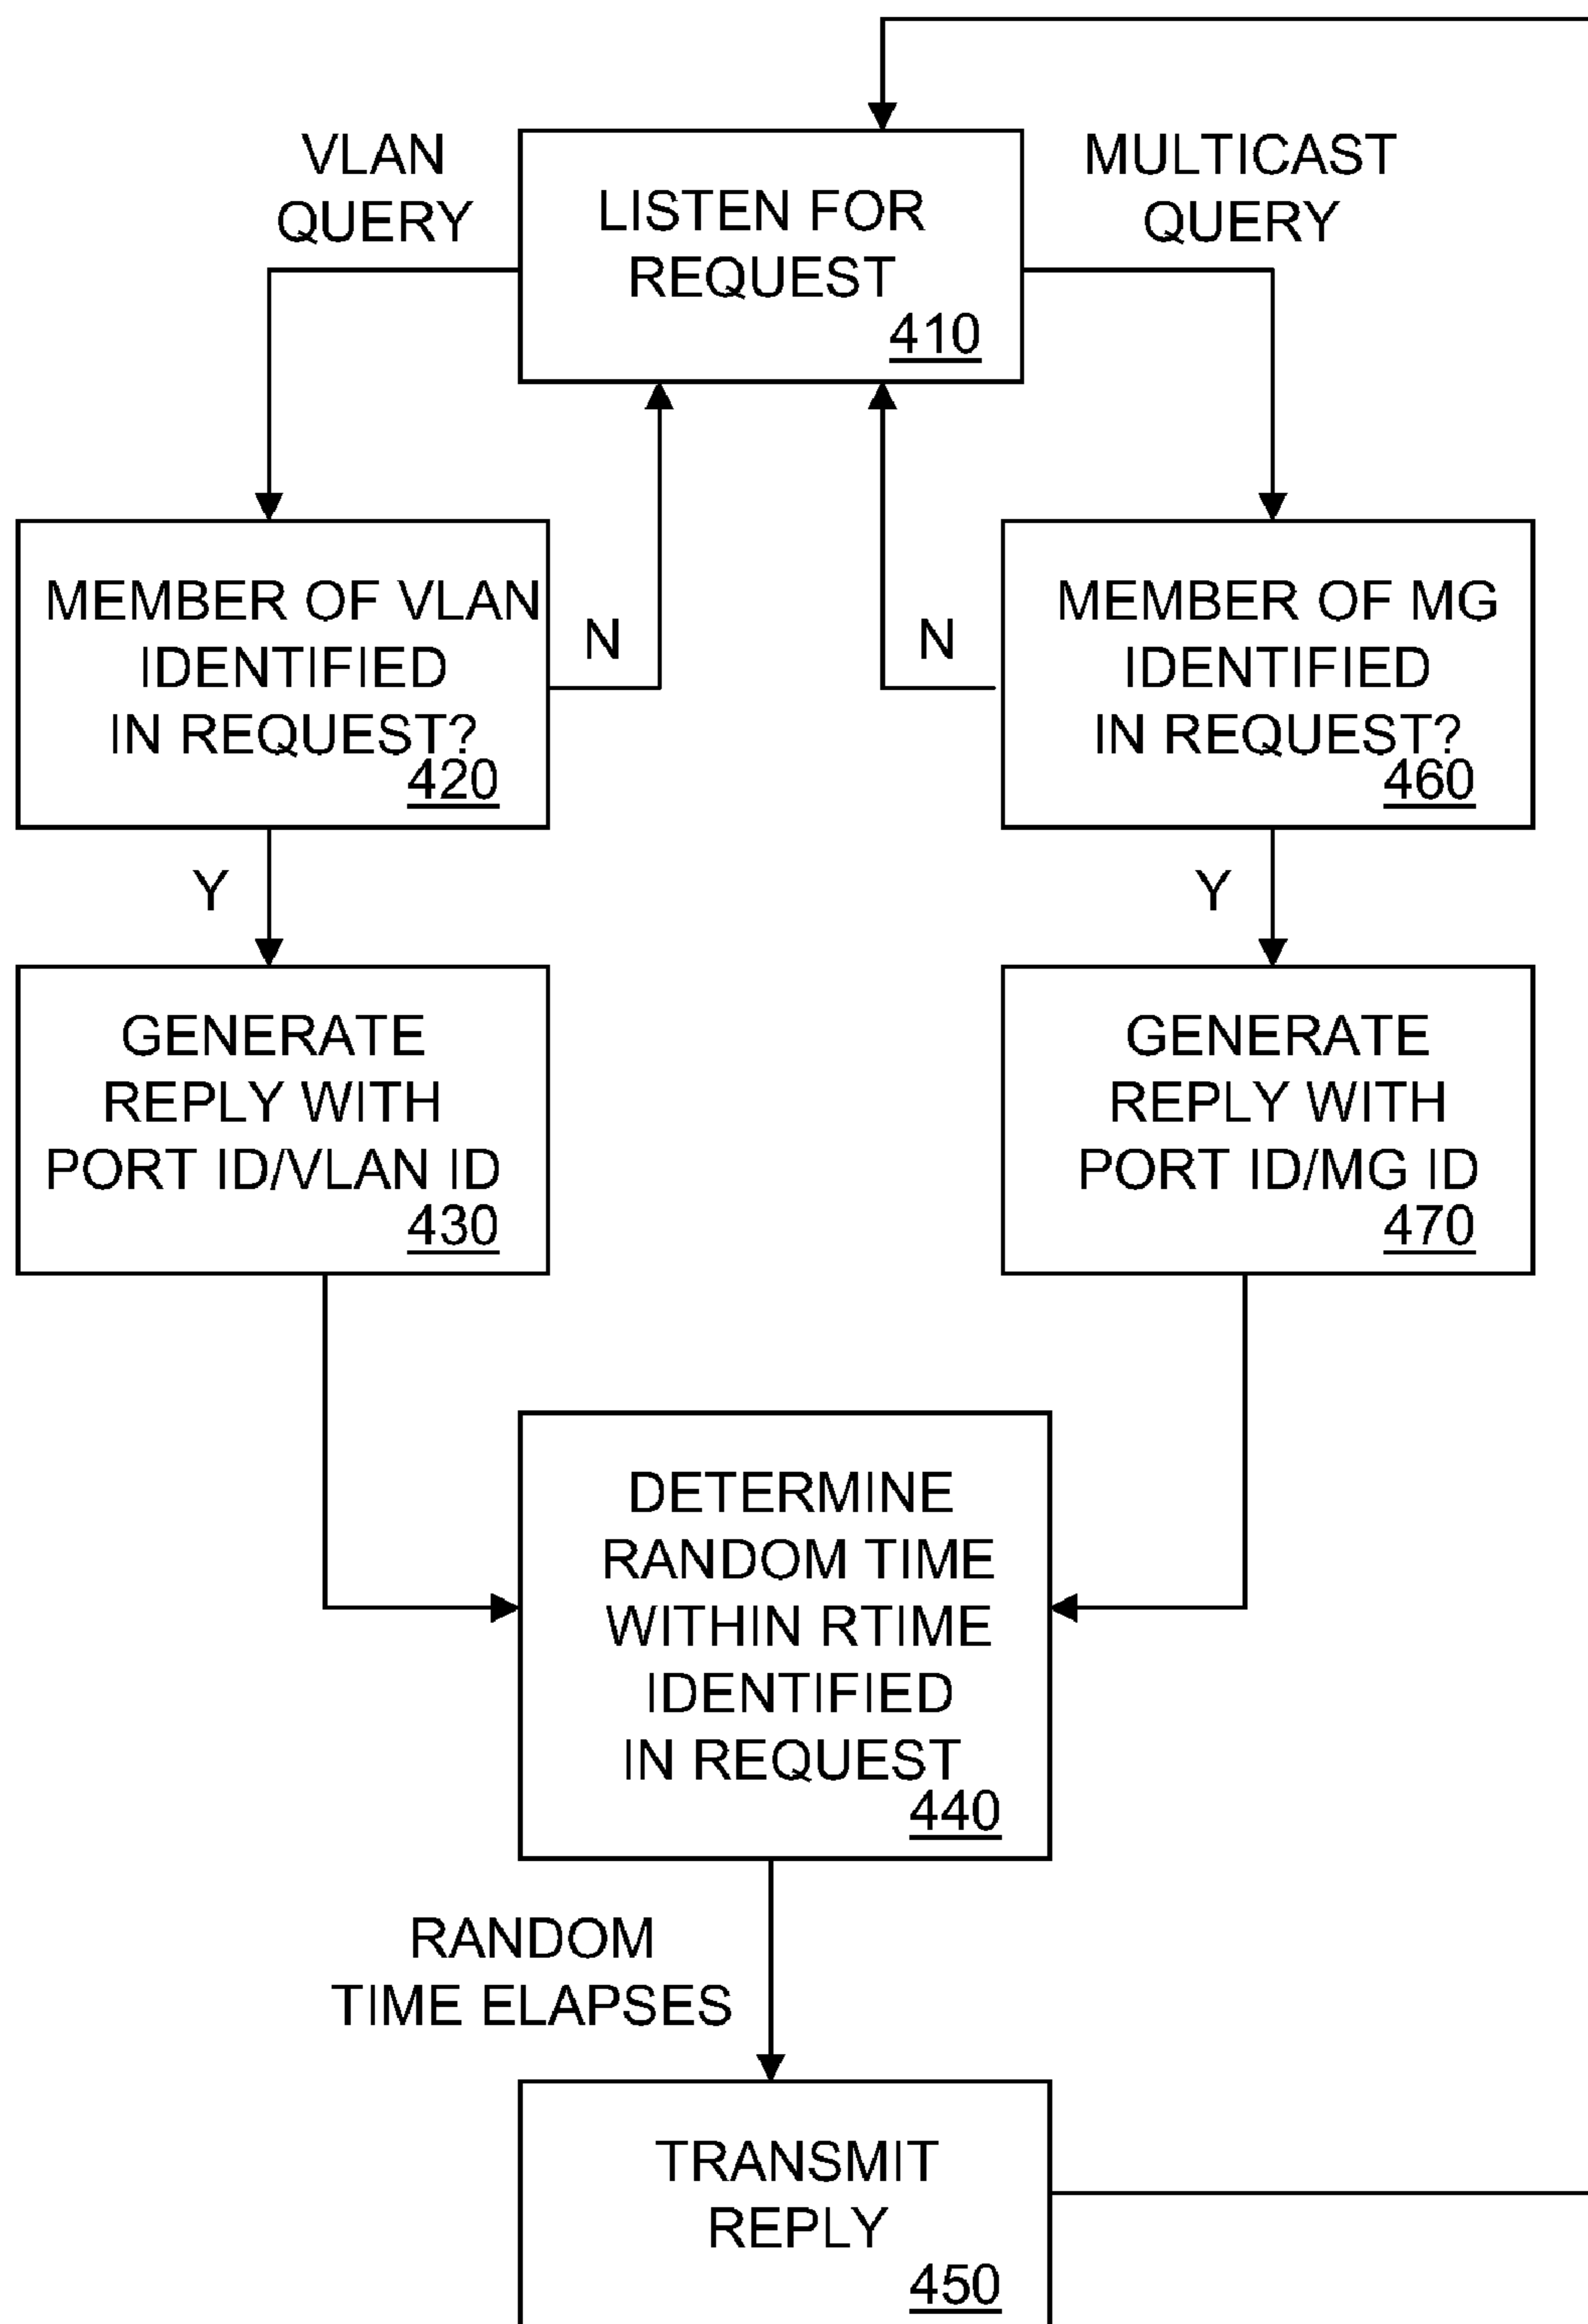 VLAN
QUERY
LISTEN FOR
REQUEST
410
MULTICAST
QUERY
MEMBER OF VLAN
IDENTIFIED
IN REQUEST?
420
N
N
MEMBER OF MG
IDENTIFIED
IN REQUEST?
460
Y
Y
GENERATE
REPLY WITH
PORT ID/VLAN ID
430
GENERATE
REPLY WITH
PORT ID/MG ID
470
DETERMINE
RANDOM TIME
WITHIN RTIME
IDENTIFIED
IN REQUEST
440
RANDOM
TIME ELAPSES
TRANSMIT
REPLY
450